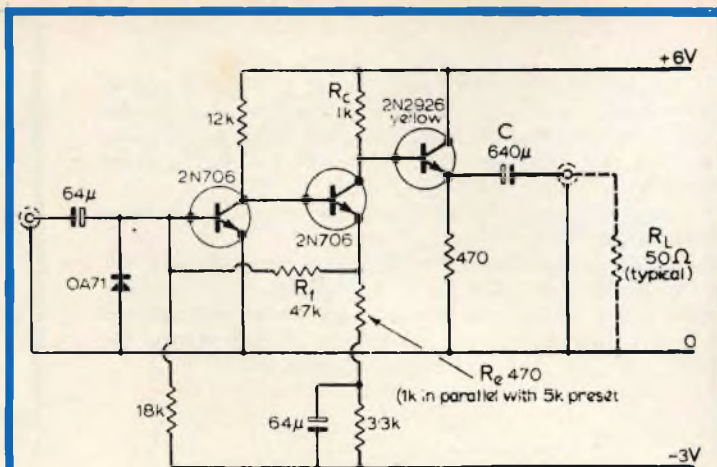 +6V
Rc
1k
12k
2N2926
yellow
C
640μ
2N706
64μ
2N706
OA71
Rf
47k
470
RL
50Ω
(typical)
0
Re 470
(1k in parallel with 5k preset
18k
64μ
3·3k
-3V